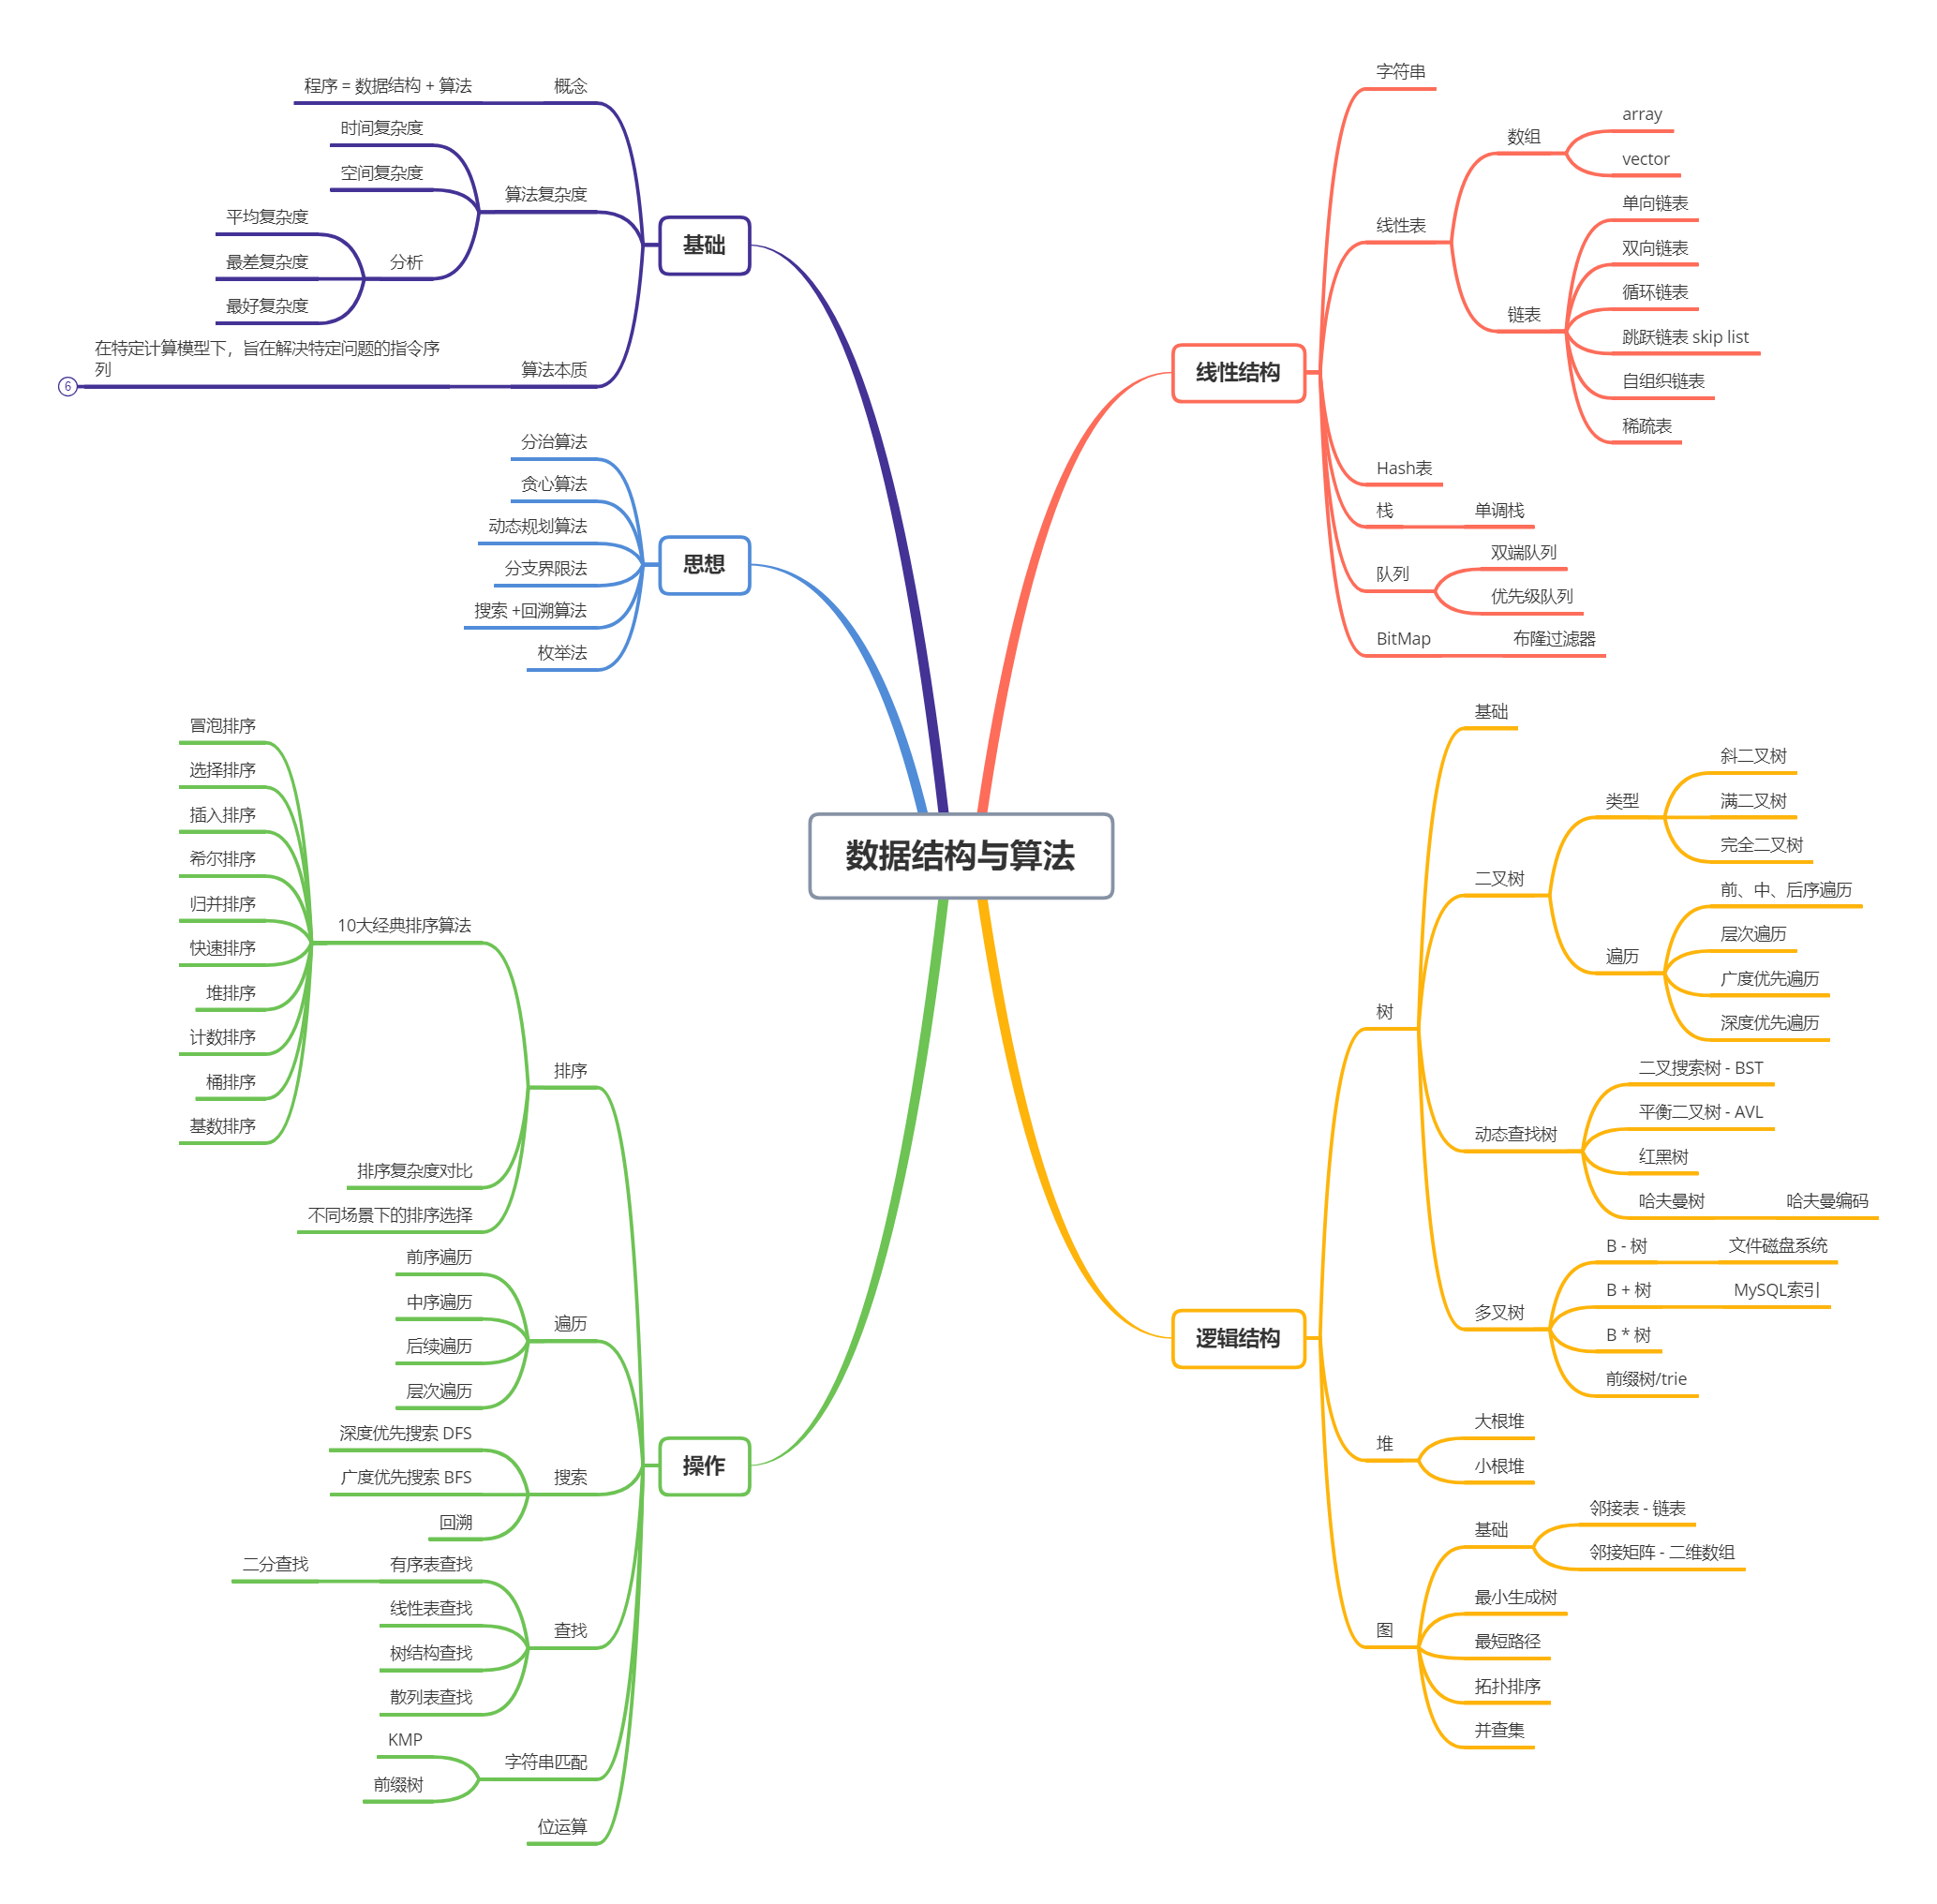 数据结构与算法
基础
概念
程序 = 数据结构 + 算法
算法复杂度
时间复杂度
空间复杂度
分析
平均复杂度
最差复杂度
最好复杂度
算法本质
在特定计算模型下，旨在解决特定问题的指令序
列
6
思想
分治算法
贪心算法
动态规划算法
分支界限法
搜索 +回溯算法
枚举法
操作
排序
10大经典排序算法
冒泡排序
选择排序
插入排序
希尔排序
归并排序
快速排序
堆排序
计数排序
桶排序
基数排序
排序复杂度对比
不同场景下的排序选择
遍历
前序遍历
中序遍历
后续遍历
层次遍历
搜索
深度优先搜索 DFS
广度优先搜索 BFS
回溯
查找
有序表查找
二分查找
线性表查找
树结构查找
散列表查找
字符串匹配
KMP
前缀树
位运算
线性结构
字符串
线性表
数组
array
vector
链表
单向链表
双向链表
循环链表
跳跃链表 skip list
自组织链表
稀疏表
Hash表
栈
单调栈
队列
双端队列
优先级队列
BitMap
布隆过滤器
逻辑结构
树
基础
二叉树
类型
斜二叉树
满二叉树
完全二叉树
遍历
前、中、后序遍历
层次遍历
广度优先遍历
深度优先遍历
动态查找树
二叉搜索树 - BST
平衡二叉树 - AVL
红黑树
哈夫曼树
哈夫曼编码
多叉树
B - 树
文件磁盘系统
B + 树
MySQL索引
B * 树
前缀树/trie
堆
大根堆
小根堆
图
基础
邻接表 - 链表
邻接矩阵 - 二维数组
最小生成树
最短路径
拓扑排序
并查集